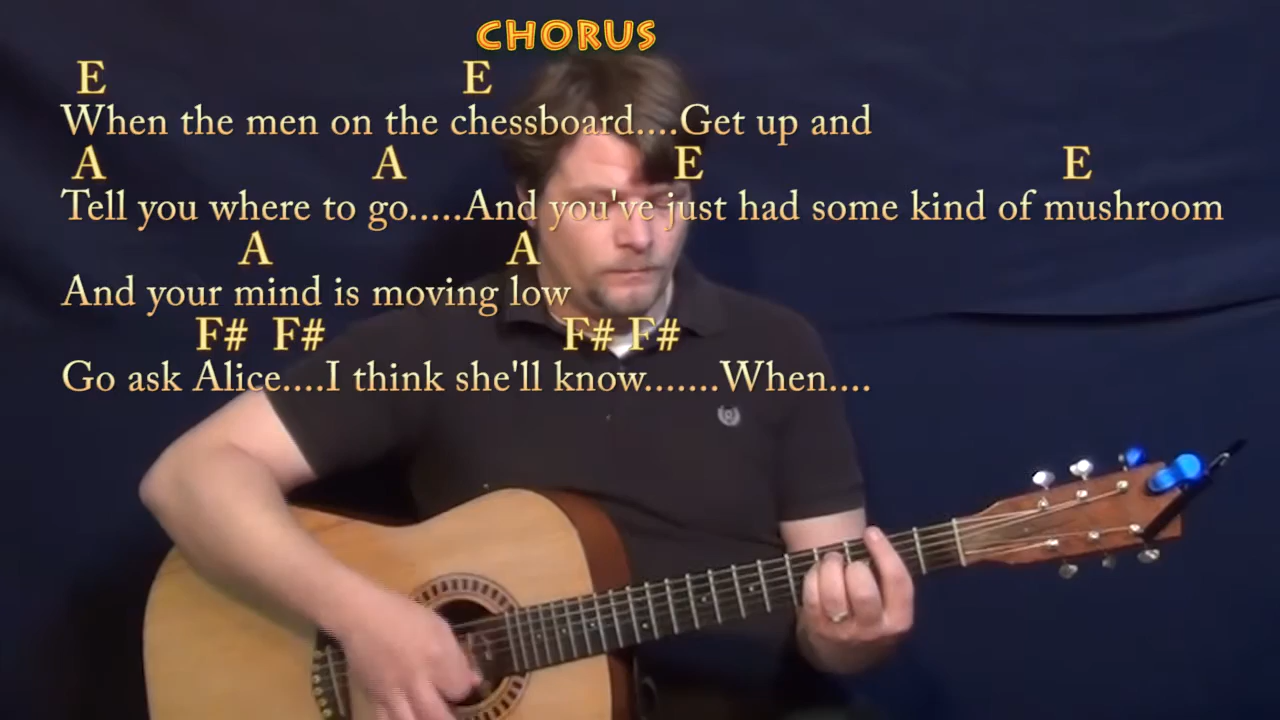 CHORUS
E E
When the men on the chessboard....Get up and
A A E E
Tell you where to go.....And you've just had some kind of mushroom
A A
And your mind is moving low
F# F# F# F#
Go ask Alice....I think she'll know.......When....